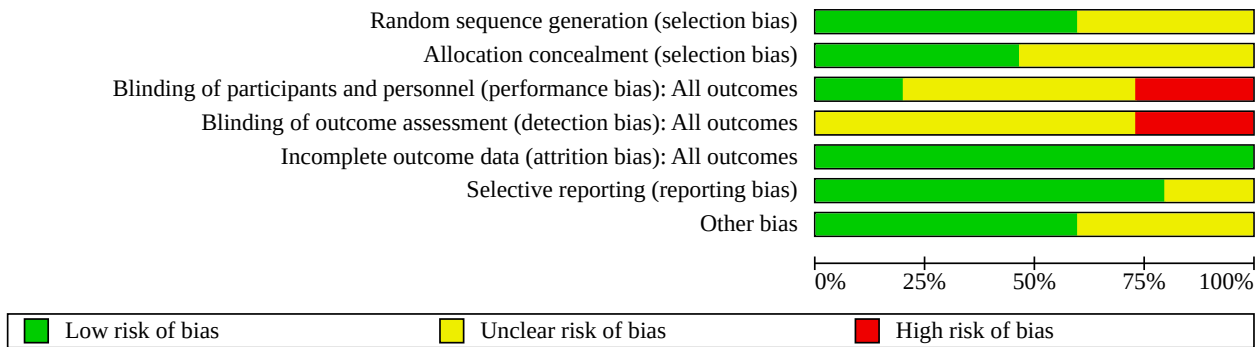 Random sequence generation (selection bias)
Allocation concealment (selection bias)
Blinding of participants and personnel (performance bias): All outcomes
Blinding of outcome assessment (detection bias): All outcomes
Incomplete outcome data (attrition bias): All outcomes
Selective reporting (reporting bias)
Other bias
0% 25% 50% 75% 100%
Low risk of bias Unclear risk of bias High risk of bias